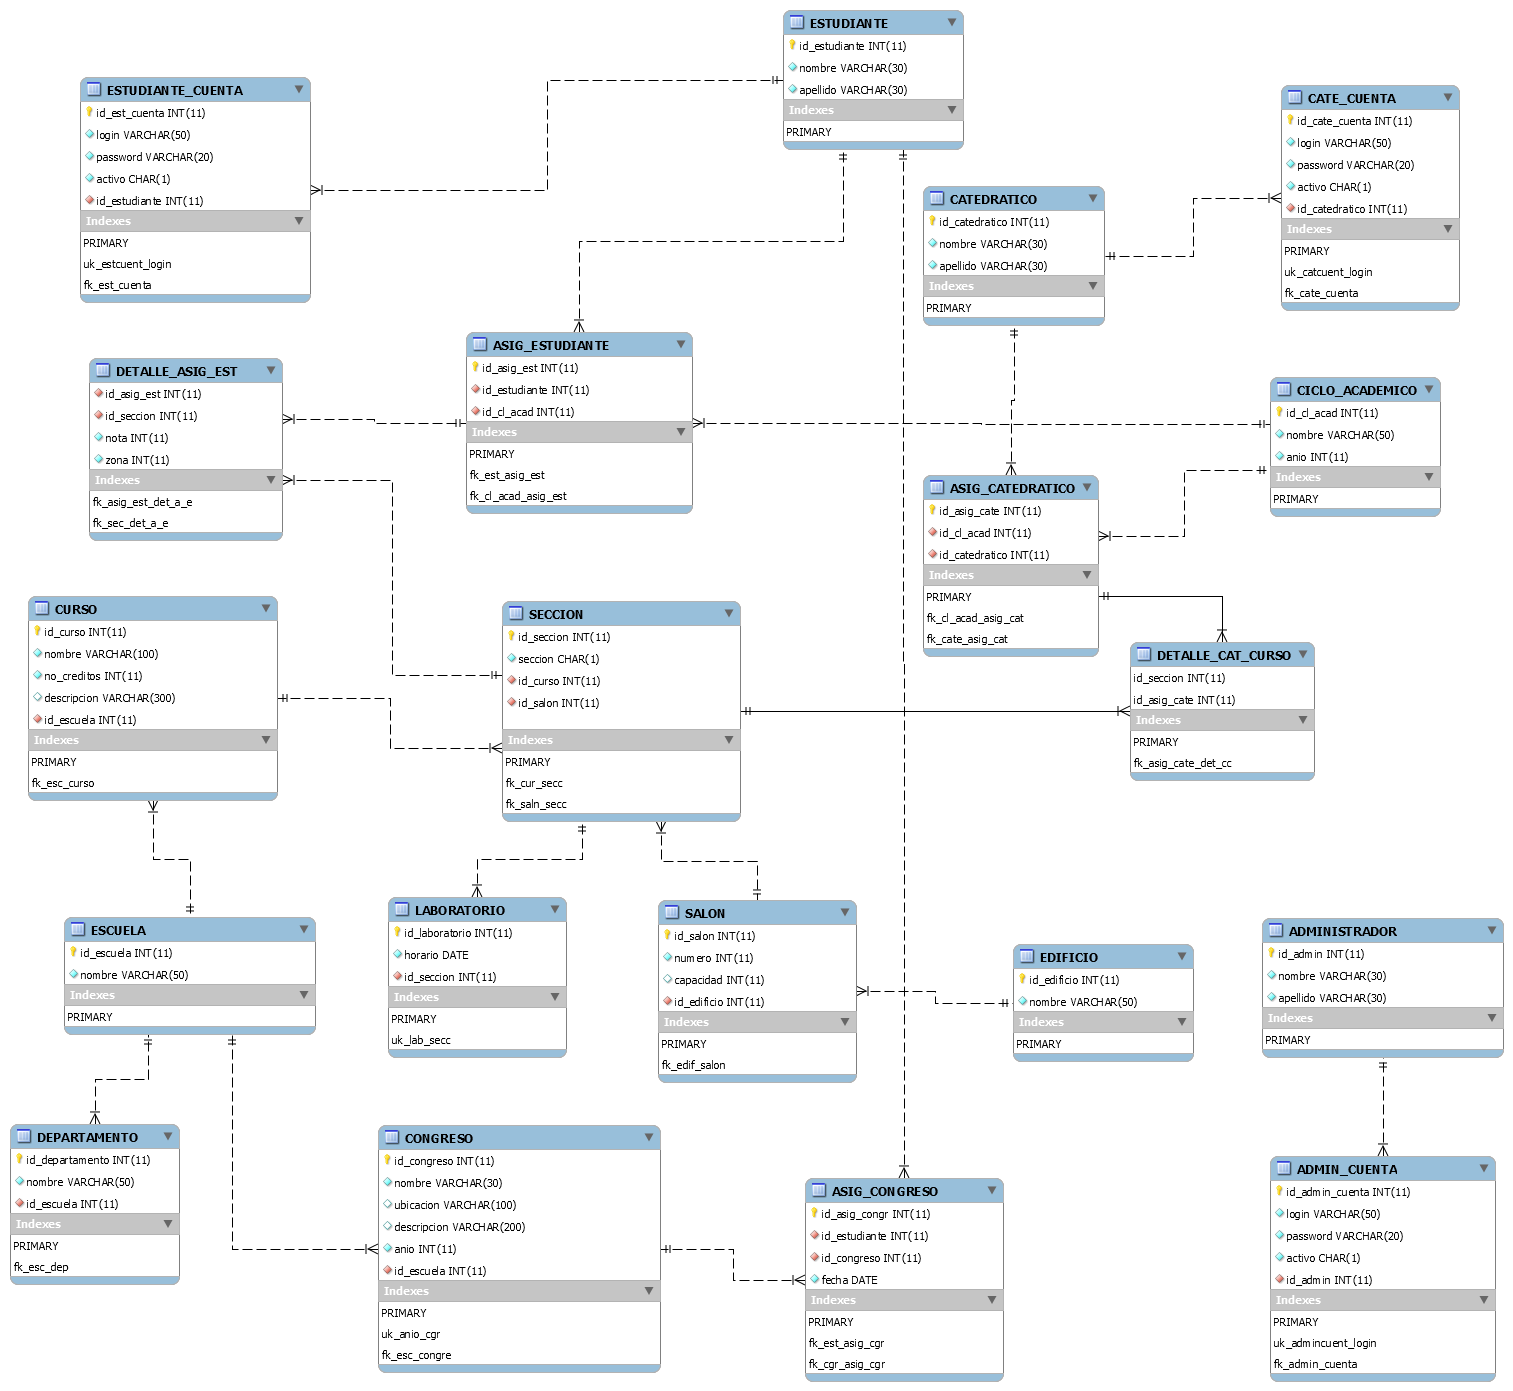 ESTUDIANTE
id_estudiante INT(11)
nombre VARCHAR(30)
apellido VARCHAR(30)
Indexes
PRIMARY
ESTUDIANTE_CUENTA
id_est_cuenta INT(11)
login VARCHAR(50)
password VARCHAR(20)
activo CHAR(1)
id_estudiante INT(11)
Indexes
PRIMARY
uk_estcuent_login
fk_est_cuenta
CATE_CUENTA
id_cate_cuenta INT(11)
login VARCHAR(50)
password VARCHAR(20)
activo CHAR(1)
id_catedratico INT(11)
Indexes
PRIMARY
uk_catcuent_login
fk_cate_cuenta
CATEDRATICO
id_catedratico INT(11)
nombre VARCHAR(30)
apellido VARCHAR(30)
Indexes
PRIMARY
ASIG_ESTUDIANTE
id_asig_est INT(11)
id_estudiante INT(11)
id_cl_acad INT(11)
Indexes
PRIMARY
fk_est_asig_est
fk_cl_acad_asig_est
DETALLE_ASIG_EST
id_asig_est INT(11)
id_seccion INT(11)
nota INT(11)
zona INT(11)
Indexes
fk_asig_est_det_a_e
fk_sec_det_a_e
CICLO_ACADEMICO
id_cl_acad INT(11)
nombre VARCHAR(50)
anio INT(11)
Indexes
PRIMARY
ASIG_CATEDRATICO
id_asig_cate INT(11)
id_cl_acad INT(11)
id_catedratico INT(11)
Indexes
PRIMARY
fk_cl_acad_asig_cat
fk_cate_asig_cat
CURSO
id_curso INT(11)
nombre VARCHAR(100)
no_creditos INT(11)
descripcion VARCHAR(300)
id_escuela INT(11)
Indexes
PRIMARY
fk_esc_curso
SECCION
id_seccion INT(11)
seccion CHAR(1)
id_curso INT(11)
id_salon INT(11)
Indexes
PRIMARY
fk_cur_secc
fk_saln_secc
DETALLE_CAT_CURSO
id_seccion INT(11)
id_asig_cate INT(11)
Indexes
PRIMARY
fk_asig_cate_det_cc
ESCUELA
id_escuela INT(11)
nombre VARCHAR(50)
Indexes
PRIMARY
LABORATORIO
id_laboratorio INT(11)
horario DATE
id_seccion INT(11)
Indexes
PRIMARY
uk_lab_secc
SALON
id_salon INT(11)
numero INT(11)
capacidad INT(11)
id_edificio INT(11)
Indexes
PRIMARY
fk_edif_salon
EDIFICIO
id_edificio INT(11)
nombre VARCHAR(50)
Indexes
PRIMARY
ADMINISTRADOR
id_admin INT(11)
nombre VARCHAR(30)
apellido VARCHAR(30)
Indexes
PRIMARY
DEPARTAMENTO
id_departamento INT(11)
nombre VARCHAR(50)
id_escuela INT(11)
Indexes
PRIMARY
fk_esc_dep
CONGRESO
id_congreso INT(11)
nombre VARCHAR(30)
ubicacion VARCHAR(100)
descripcion VARCHAR(200)
anio INT(11)
id_escuela INT(11)
Indexes
PRIMARY
uk_anio_cgr
fk_esc_congre
ASIG_CONGRESO
id_asig_congr INT(11)
id_estudiante INT(11)
id_congreso INT(11)
fecha DATE
Indexes
PRIMARY
fk_est_asig_cgr
fk_cgr_asig_cgr
ADMIN_CUENTA
id_admin_cuenta INT(11)
login VARCHAR(50)
password VARCHAR(20)
activo CHAR(1)
id_admin INT(11)
Indexes
PRIMARY
uk_admincuent_login
fk_admin_cuenta